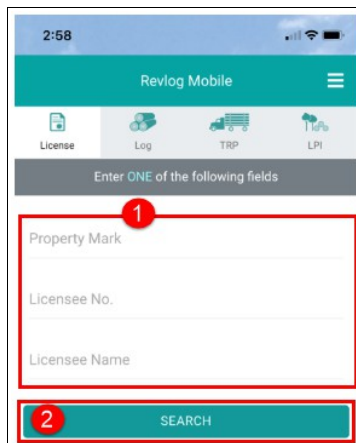 2:58
Revlog Mobile
License
Log
TRP
LPI
Enter ONE of the following fields
1
Property Mark
Licensee No.
Licensee Name
2
SEARCH